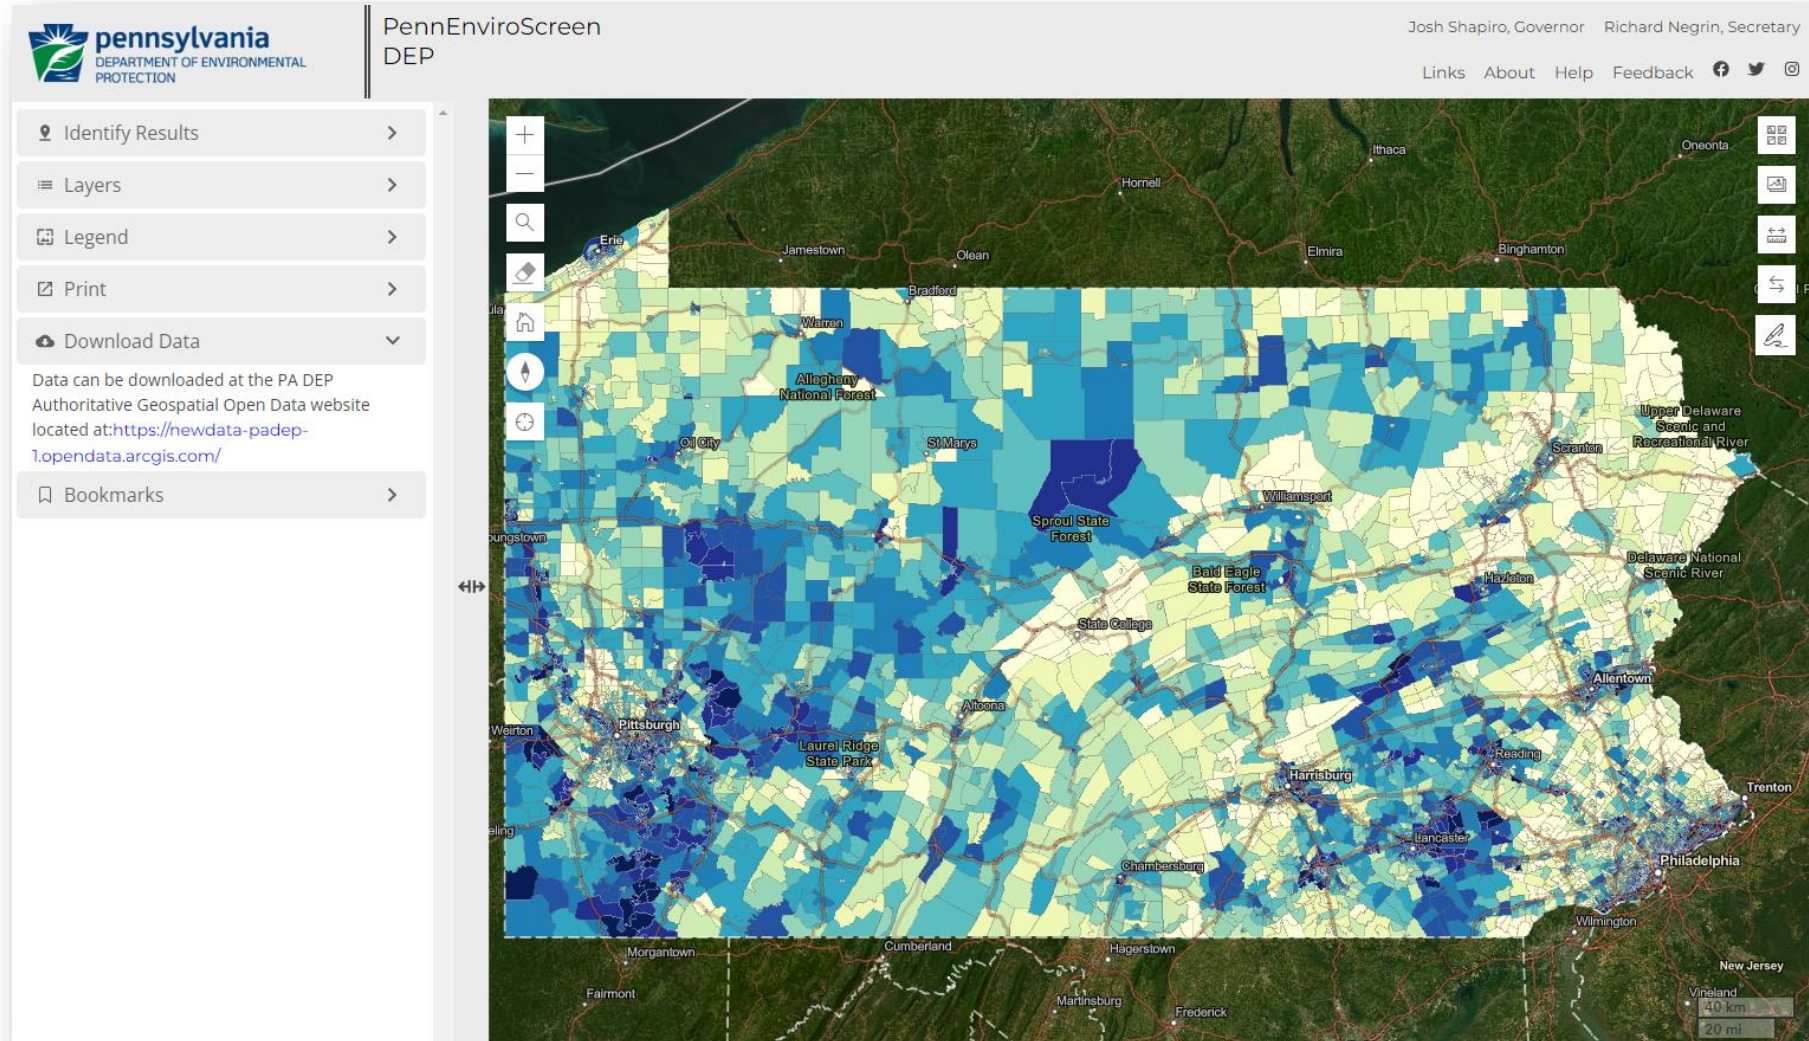 pennsylvania
DEPARTMENT OF ENVIRONMENTAL
PROTECTION
PennEnviroScreen
DEP
Josh Shapiro, Governor Richard Negrin, Secretary
Links About Help Feedback
Identify Results
Layers
Legend
Print
Download Data
Data can be downloaded at the PA DEP
Authoritative Geospatial Open Data website
located at:https://newdata-padep-
1.opendata.arcgis.com/
Bookmarks
Ithaca
Oneonta
Hornell
Erie
Jamestown
Olean
Elmira
Binghamton
Bradford
ula
Warren
Allegheny
National Forest
Upper Delaware
Scenic and
Recreational River
Oil City
St Marys
Scranton
Williamsport
Sproul State
Forest
oungstown
Delaware National
Scenic River
Bald Eagle
State Forest
Hazleton
State College
Allentown
Altoona
Pittsburgh
Weirton
Laurel Ridge
State Park
Reading
Harrisburg
Trenton
eling
Lancaster
Philadelphia
Chambersburg
Wilmington
Morgantown
Cumberland
Hagerstown
New Jersey
Fairmont
Martinsburg
Vineland
Frederick
40 km
20 mi